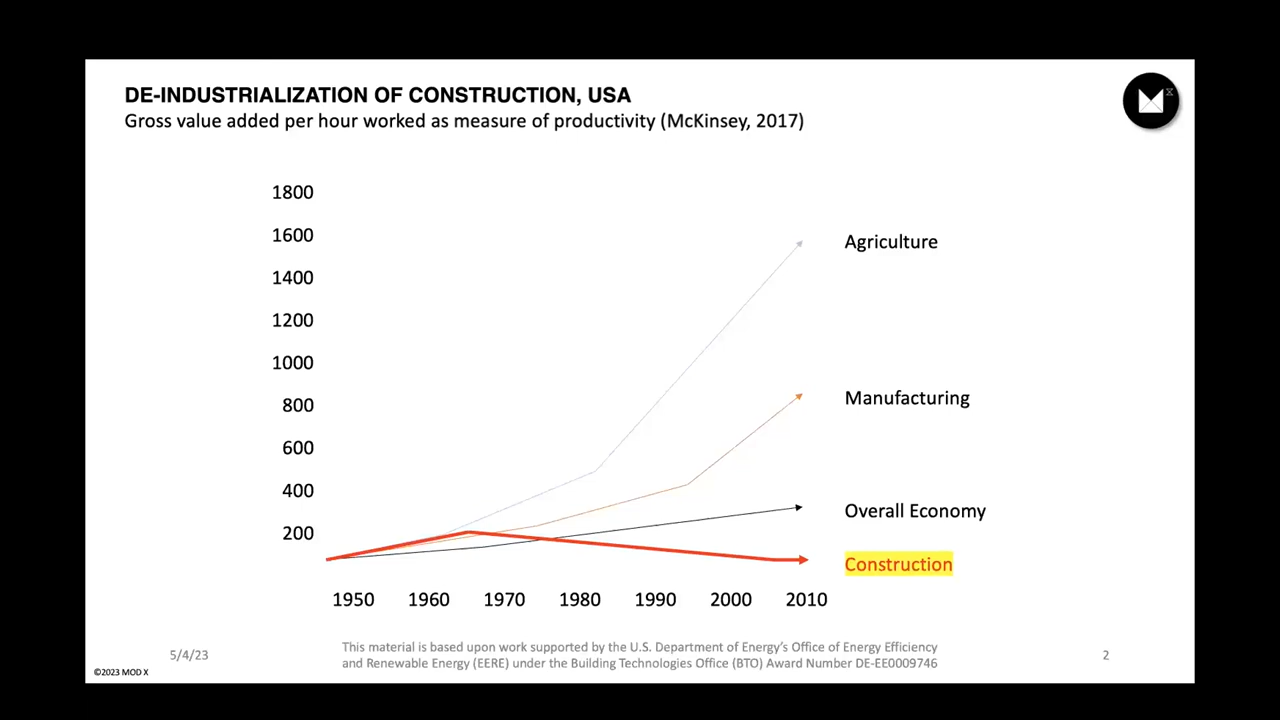 DE-INDUSTRIALIZATION OF CONSTRUCTION, USA
Gross value added per hour worked as measure of productivity (McKinsey, 2017)
1800
1600
Agriculture
1400
1200
1000
800
Manufacturing
600
400
Overall Economy
200
Construction
1950 1960 1970 1980 1990 2000 2010
5/4/23
This material is based upon work supported by the U.S. Department of Energy's Office of Energy Efficiency
and Renewable Energy (EERE) under the Building Technologies Office (BTO) Award Number DE-EE0009746
2
©2023 MOD X